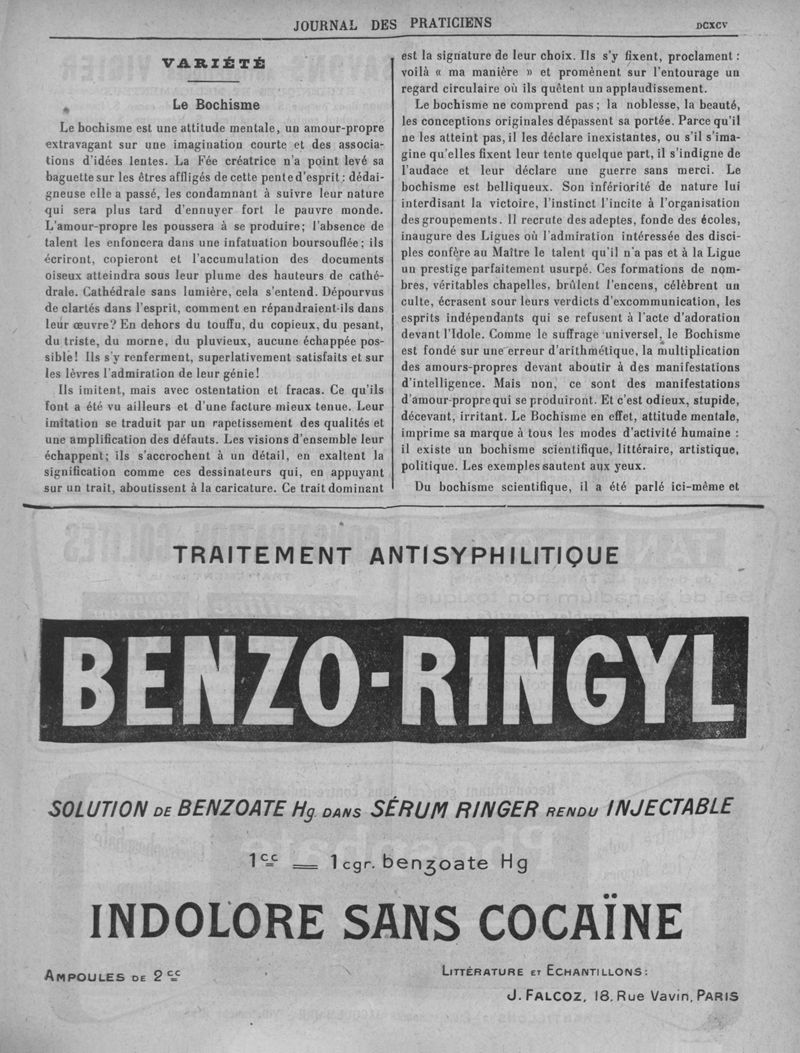 JOURNAL DES PRATICIENS
DCXCV
VARIÉTÉ
Le Bochisme
Le bochisme est une attitude mentale, un amour-propre
extravagant sur une imagination courte et des associa-
tions d'idées lentes. La Fée créatrice n'a point levé sa
baguette sur les êtres affligés de cette pente d'esprit : dédai-
gneuse elle a passé, les condamnant à suivre leur nature
qui sera plus tard d'ennuyer fort le pauvre monde.
L'amour-propre les poussera à se produire; l'absence de
talent les enfoncera dans une infatuation boursouflée; ils
écriront, copieront et l'accumulation des documents
oiseux atteindra sous leur plume des hauteurs de cathé-
drale. Cathédrale sans lumière, cela s'entend. Dépourvus
de clartés dans l'esprit, comment en répandraient-ils dans
leur œuvre? En dehors du touffu, du copieux, du pesant,
du triste, du morne, du pluvieux, aucune échappée pos-
sible! Ils s'y renferment, superlativement satisfaits et sur
les lèvres l'admiration de leur génie!
Ils imitent, mais avec ostentation et fracas. Ce qu'ils
font a été vu ailleurs et d'une facture mieux tenue. Leur
imitation se traduit par un rapetissement des qualités et
une amplification des défauts. Les visions d'ensemble leur
échappent; ils s'accrochent à un détail, en exaltent la
signification comme ces dessinateurs qui, en appuyant
sur un trait, aboutissent à la caricature. Ce trait dominant
est la signature de leur choix. Ils s'y fixent, proclament :
voilà « ma manière » et promènent sur l'entourage un
regard circulaire où ils quêtent un applaudissement.
Le bochisme ne comprend pas; la noblesse, la beauté,
les conceptions originales dépassent sa portée. Parce qu'il
ne les atteint pas, il les déclare inexistantes, ou s'il s'ima-
gine qu'elles fixent leur tente quelque part, il s'indigne de
l'audace et leur déclare une guerre sans merci. Le
bochisme est belliqueux. Son infériorité de nature lui
interdisant la victoire, l'instinct l'incite à l'organisation
des groupements. Il recrute des adeptes, fonde des écoles,
inaugure des Ligues où l'admiration intéressée des disci-
ples confère au Maître le talent qu'il n'a pas et à la Ligue
un prestige parfaitement usurpé. Ces formations de nom-
bres, véritables chapelles, brûlent l'encens, célèbrent un
culte, écrasent sour leurs verdicts d'excommunication, les
esprits indépendants qui se refusent à l'acte d'adoration
devant l'Idole. Comme le suffrage universel, le Bochisme
est fondé sur une erreur d'arithmétique, la multiplication
des amours-propres devant aboutir à des manifestations
d'intelligence. Mais non, ce sont des manifestations
d'amour-propre qui se produiront. Et c'est odieux, stupide,
décevant, irritant. Le Bochisme en effet, attitude mentale,
imprime sa marque à tous les modes d'activité humaine :
il existe un bochisme scientifique, littéraire, artistique,
politique. Les exemples sautent aux yeux.
Du bochisme scientifique, il a été parlé ici-même et
TRAITEMENT ANTISYPHILITIQUE
BENZO-RINGYL
SOLUTION DE BENZOATE Hg DANS SÉRUM RINGER RENDU INJECTABLE
1cc = 1 cgr. benzoate Hg
INDOLORE SANS COCAÏNE
AMPOULES DE 2 cc
LITTÉRATURE ET ECHANTILLONS:
J. FALCOZ, 18, Rue Vavin, PARIS